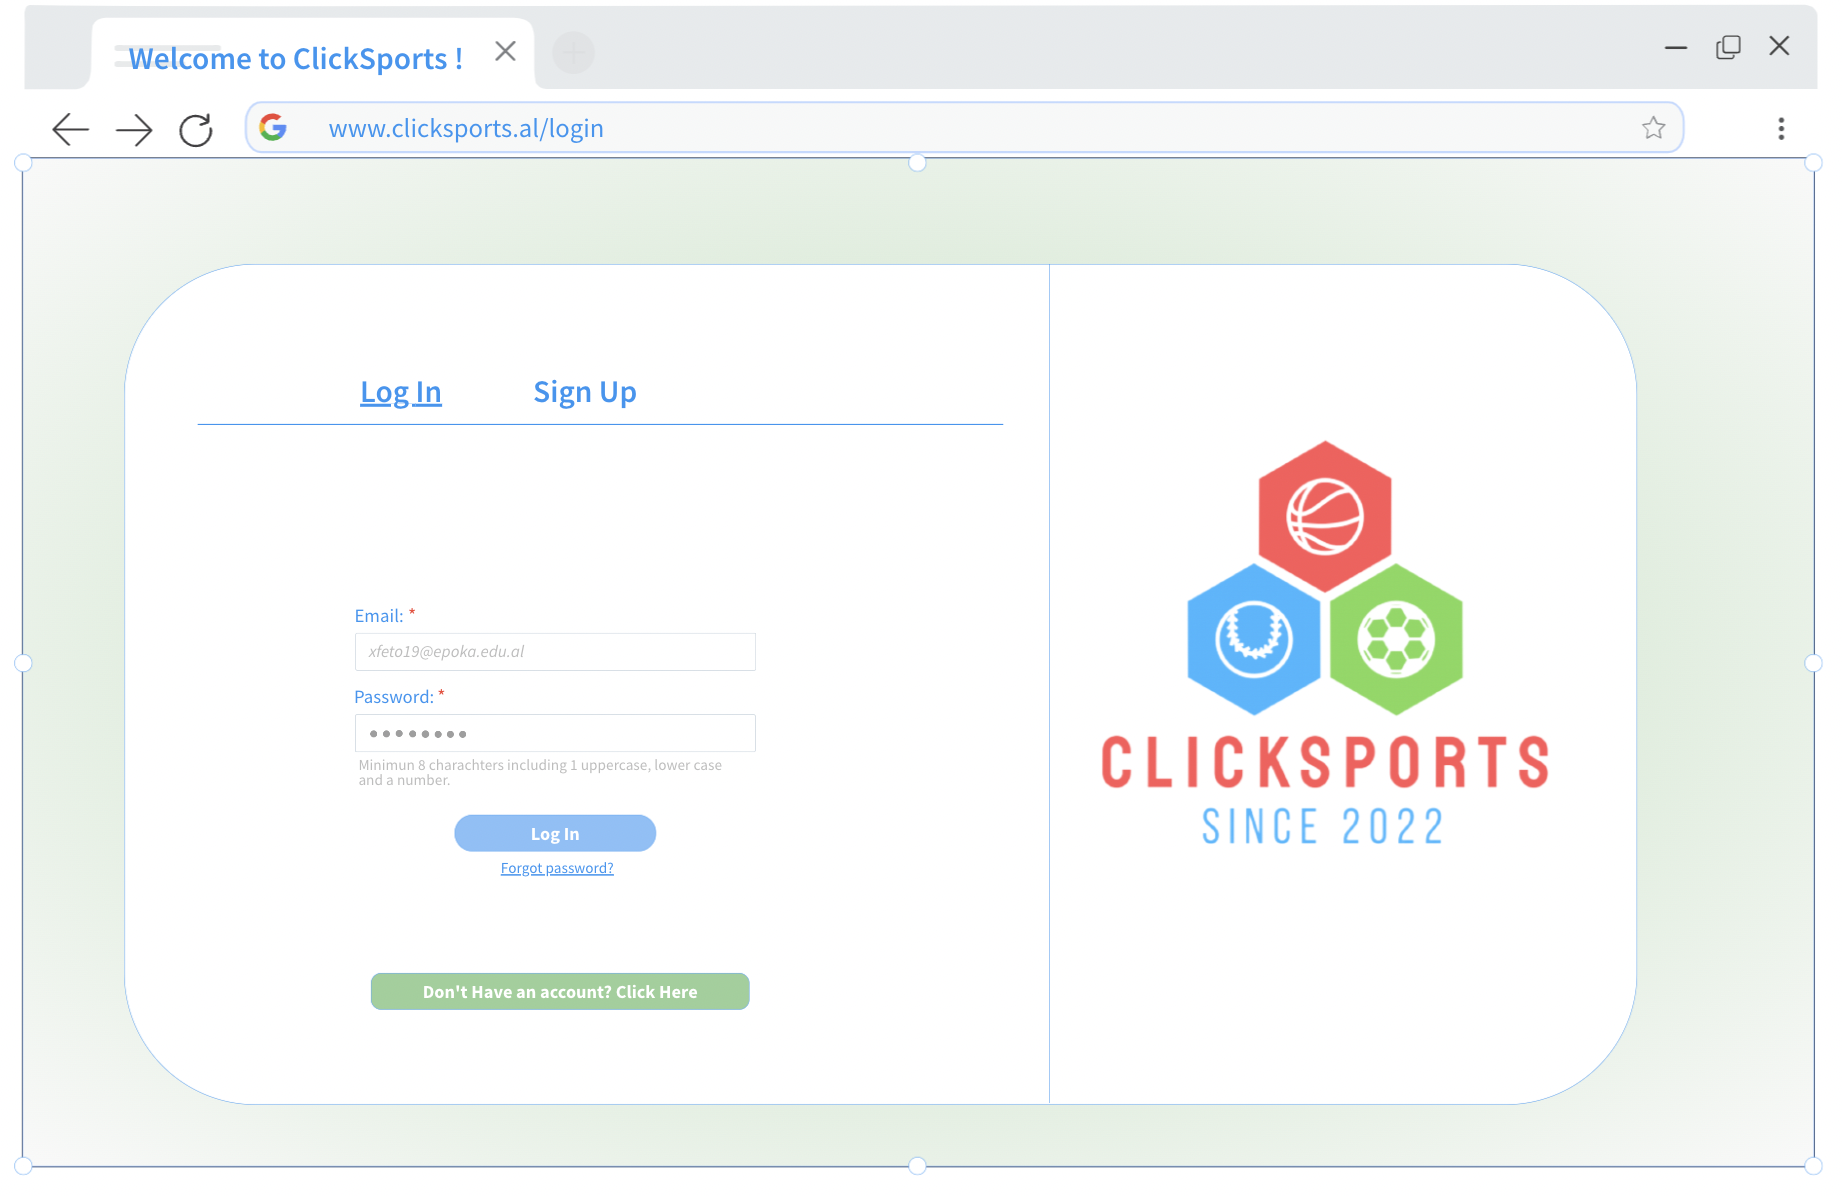 Welcome to ClickSports !
www.clicksports.al/login
Log In
Sign Up
Email: *
xfeto19@epoka.edu.al
Password: *
Minimun 8 charachters including 1 uppercase, lower case
and a number.
Log In
Forgot password?
Don't Have an account? Click Here
CLICKSPORTS
SINCE 2022